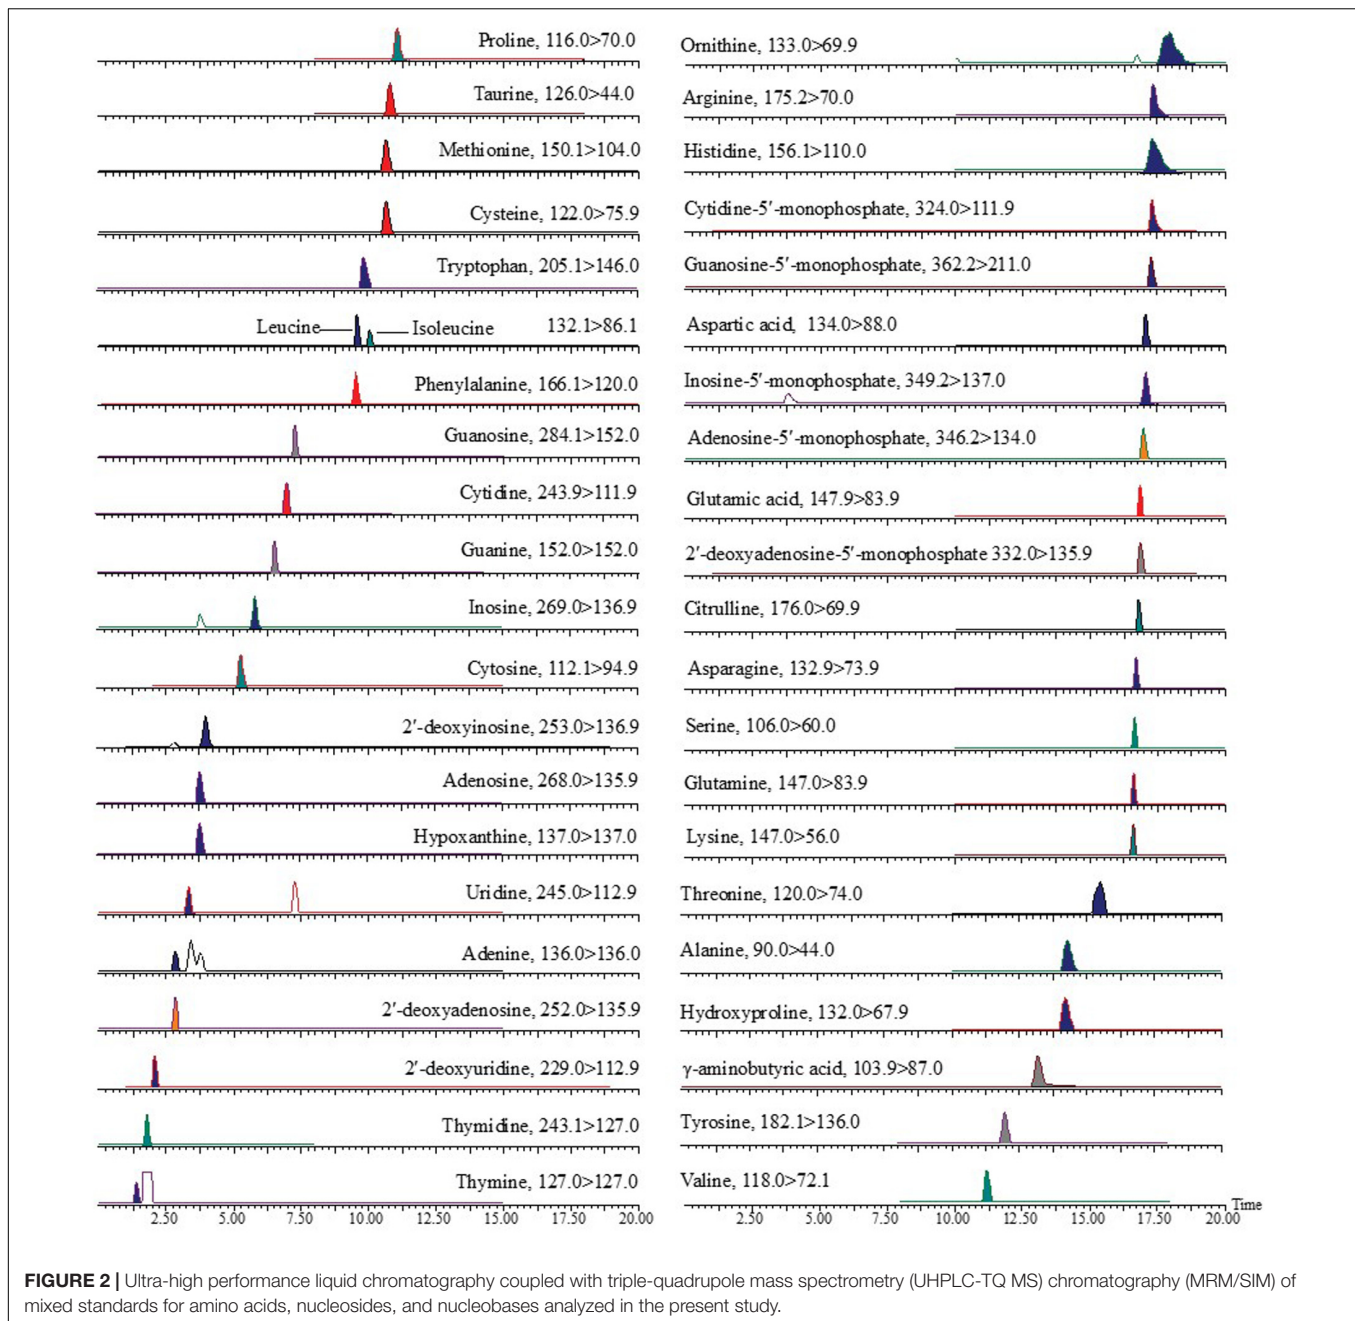 Proline, 116.0>70.0
Taurine, 126.0>44.0
Methionine, 150.1>104.0
Cysteine, 122.0>75.9
Tryptophan, 205.1>146.0
Leucine Isoleucine 132.1>86.1
Phenylalanine, 166.1>120.0
Guanosine, 284.1>152.0
Cytidine, 243.9>111.9
Guanine, 152.0>152.0
Inosine, 269.0>136.9
Cytosine, 112.1>94.9
2′-deoxyinosine, 253.0>136.9
Adenosine, 268.0>135.9
Hypoxanthine, 137.0>137.0
Uridine, 245.0>112.9
Adenine, 136.0>136.0
2′-deoxyadenosine, 252.0>135.9
2′-deoxyuridine, 229.0>112.9
Thymidine, 243.1>127.0
Thymine, 127.0>127.0
2.50 5.00 7.50 10.00 12.50 15.00 17.50 20.00
Ornithine, 133.0>69.9
Arginine, 175.2>70.0
Histidine, 156.1>110.0
Cytidine-5′-monophosphate, 324.0>111.9
Guanosine-5′-monophosphate, 362.2>211.0
Aspartic acid, 134.0>88.0
Inosine-5′-monophosphate, 349.2>137.0
Adenosine-5′-monophosphate, 346.2>134.0
Glutamic acid, 147.9>83.9
2′-deoxyadenosine-5′-monophosphate 332.0>135.9
Citrulline, 176.0>69.9
Asparagine, 132.9>73.9
Serine, 106.0>60.0
Glutamine, 147.0>83.9
Lysine, 147.0>56.0
Threonine, 120.0>74.0
Alanine, 90.0>44.0
Hydroxyproline, 132.0>67.9
γ-aminobutyric acid, 103.9>87.0
Tyrosine, 182.1>136.0
Valine, 118.0>72.1
Time
2.50 5.00 7.50 10.00 12.50 15.00 17.50 20.00
FIGURE 2 | Ultra-high performance liquid chromatography coupled with triple-quadrupole mass spectrometry (UHPLC-TQ MS) chromatography (MRM/SIM) of
mixed standards for amino acids, nucleosides, and nucleobases analyzed in the present study.